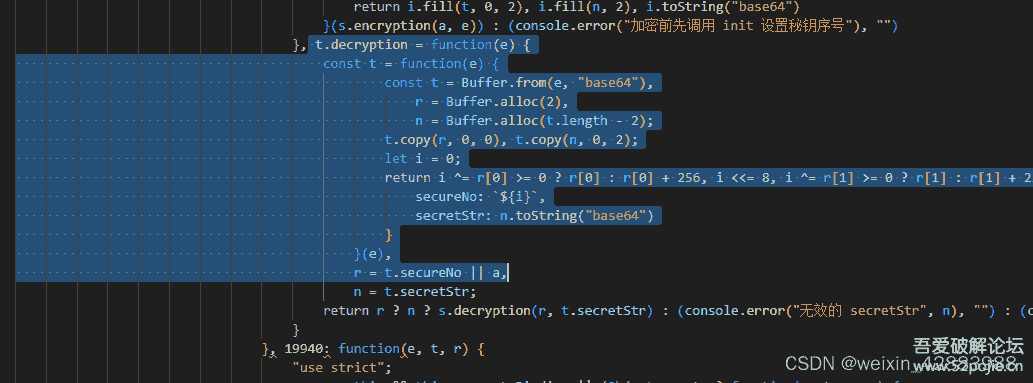 return i.fill(t, 0, 2), i.fill(n, 2), i.toString("base64")
}(s.encryption(a, e)) : (console.error("加密前先调用 init 设置秘钥序号"), "")
}, t.decryption = function(e) {
const t = function(e) {
const t = Buffer.from(e, "base64"),
r = Buffer.alloc(2),
n = Buffer.alloc(t.length - 2);
t.copy(r, 0, 0), t.copy(n, 0, 2);
let i = 0;
return i ^= r[0] >= 0 ? r[0] : r[0] + 256, i <<= 8, i ^= r[1] >= 0 ? r[1] : r[1] + 2
secureNo: `${i}`,
secretStr: n.toString("base64")
}
}(e),
r = t.secureNo || a,
n = t.secretStr;
return r ? n ? s.decryption(r, t.secretStr) : (console.error("无效的 secretStr", n), "") : (c
}
}, 19940: function(e, t, r) {
"use strict";
吾爱破解论坛
CSDN @weixin_42883988
www.52pojie.cn